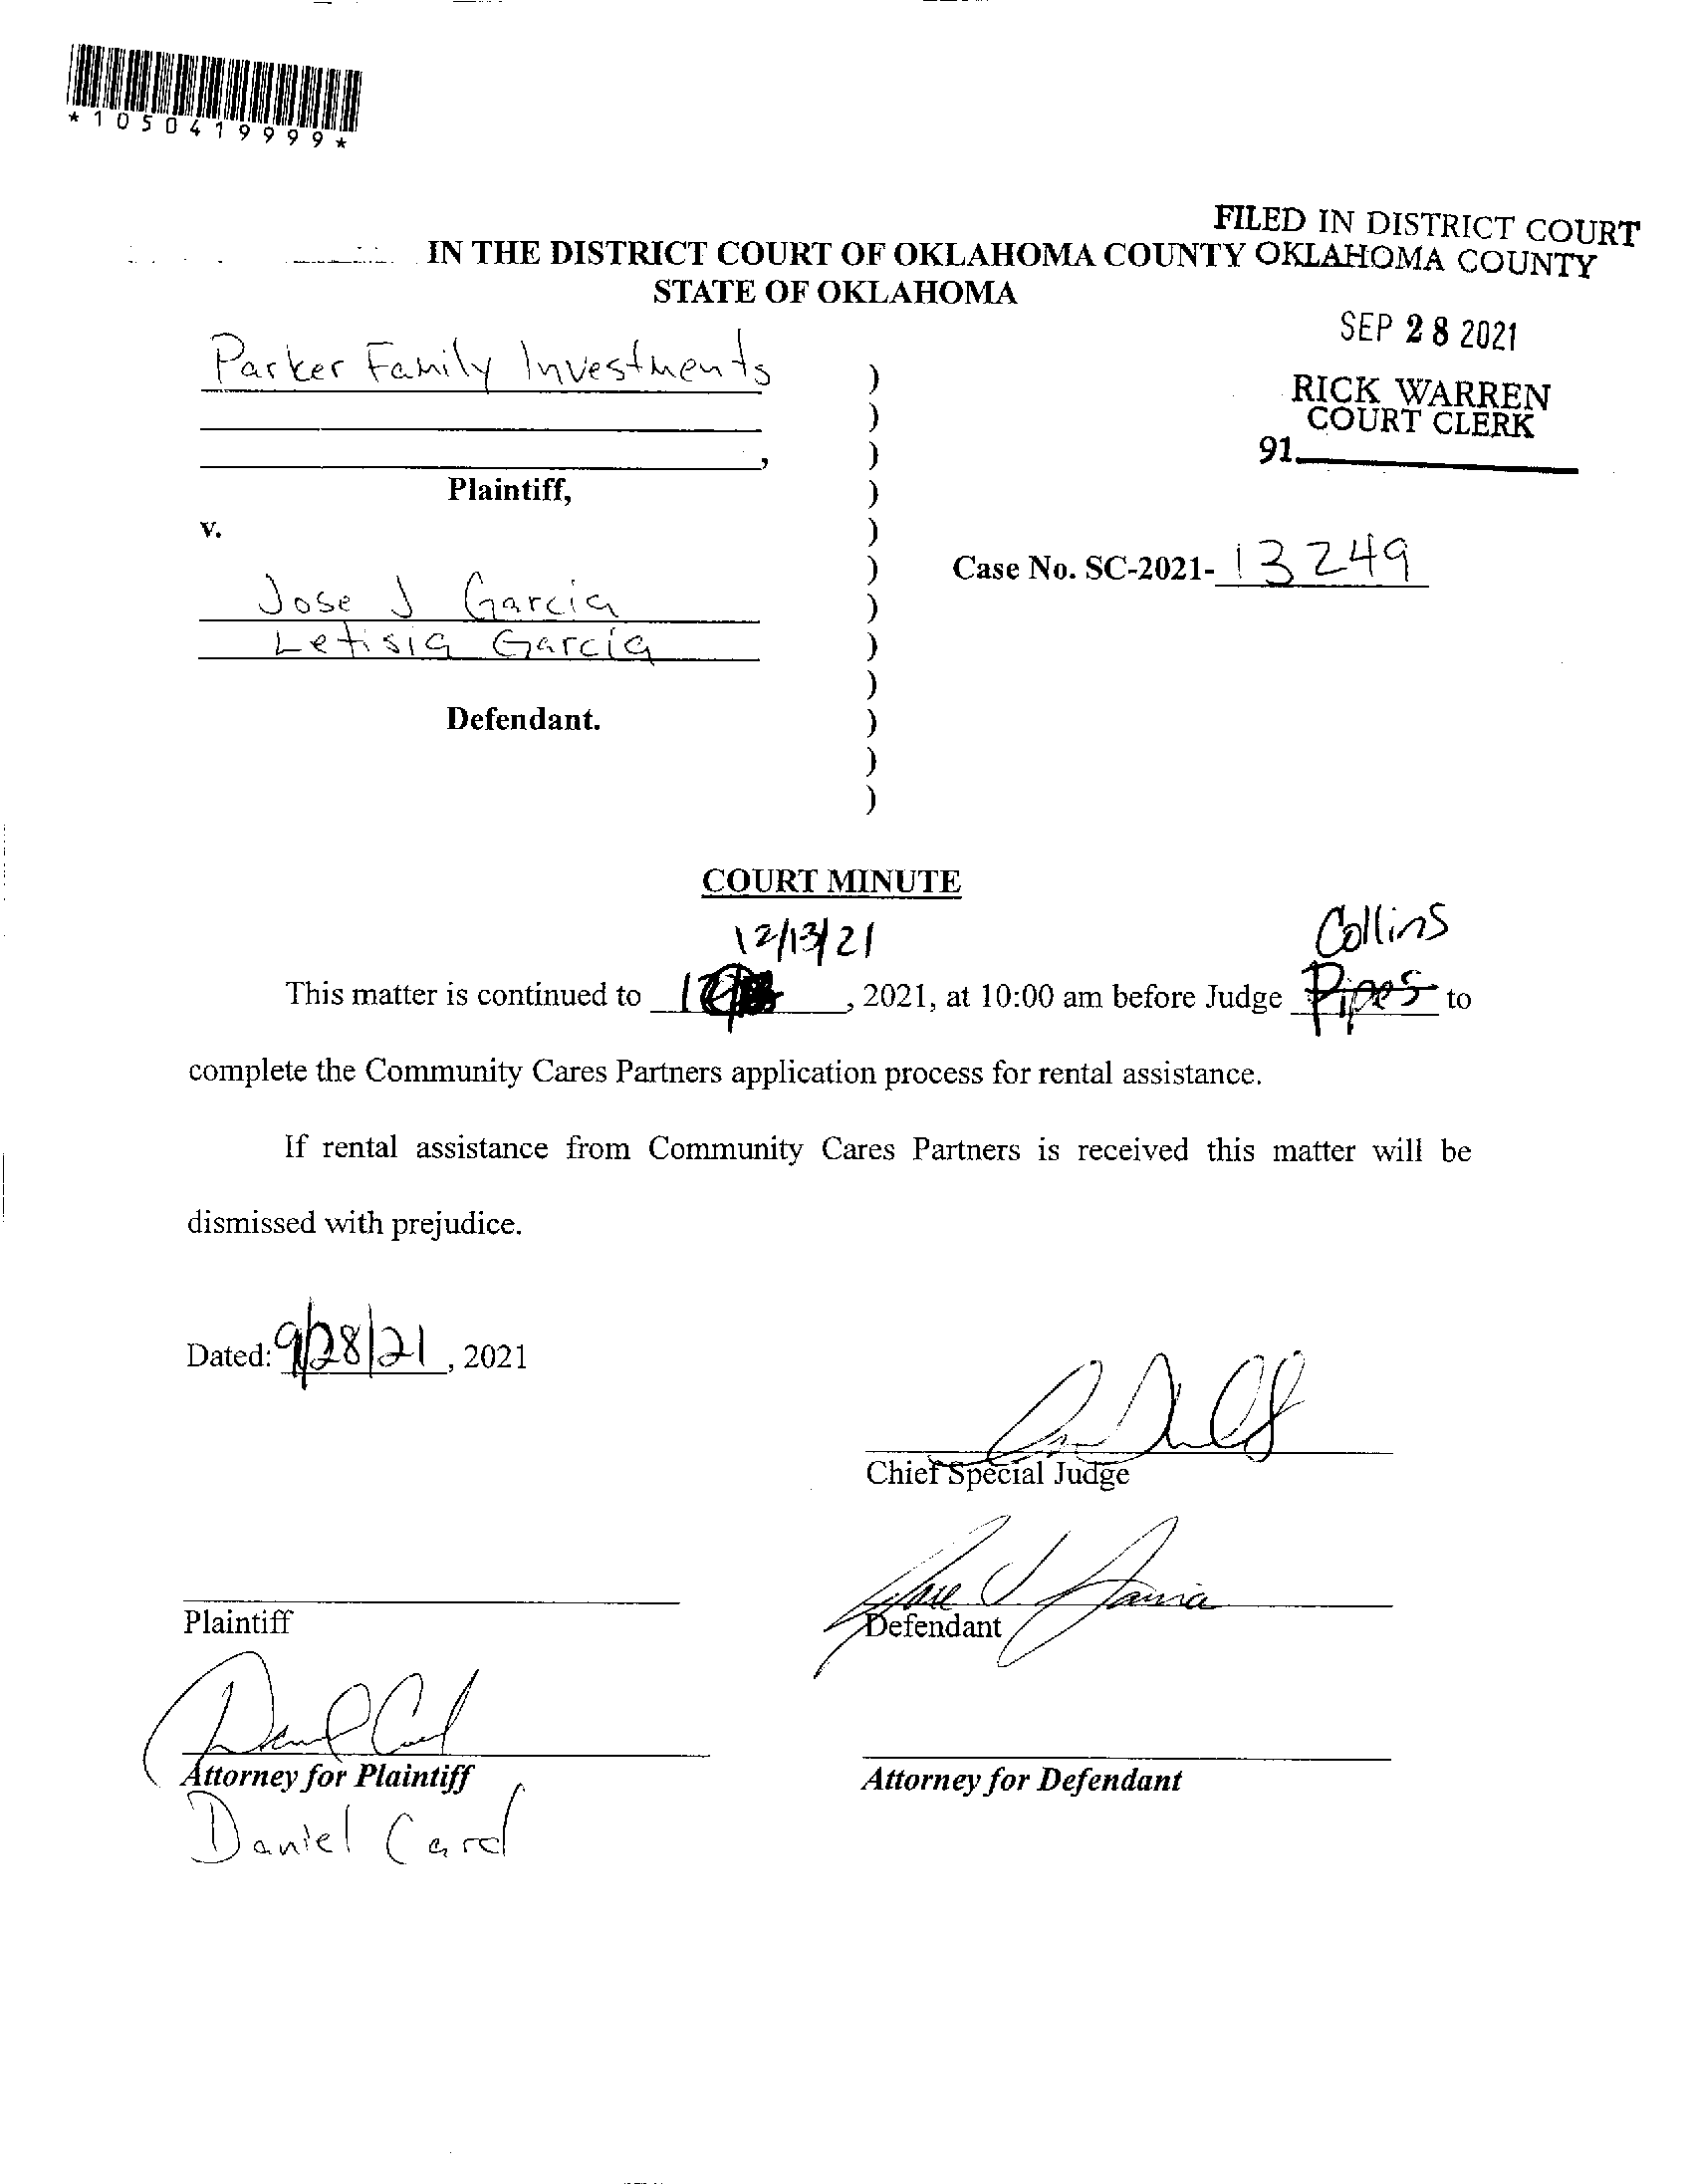 *1050419999*
FILED IN DISTRICT COURT
OKLAHOMA COUNTY
IN THE DISTRICT COURT OF OKLAHOMA COUNTY
STATE OF OKLAHOMA
SEP 28 2021
RICK WARREN
COURT CLERK
91
Parker Family Investments
)
)
,)
Plaintiff, )
v. )
Case No. SC-2021- 13249
)
Jose J Garcia )
Letisia Garcia )
)
Defendant. )
)
)
COURT MINUTE
12/13/21
Collins
This matter is continued to , 2021, at 10:00 am before Judge Pipes to
complete the Community Cares Partners application process for rental assistance.
If rental assistance from Community Cares Partners is received this matter will be
dismissed with prejudice.
Dated: 9/28/21, 2021
Chief Special Judge
Jose J. Garcia
Plaintiff
Defendant
Daniel Card
Attorney for Plaintiff
Attorney for Defendant
Daniel Card